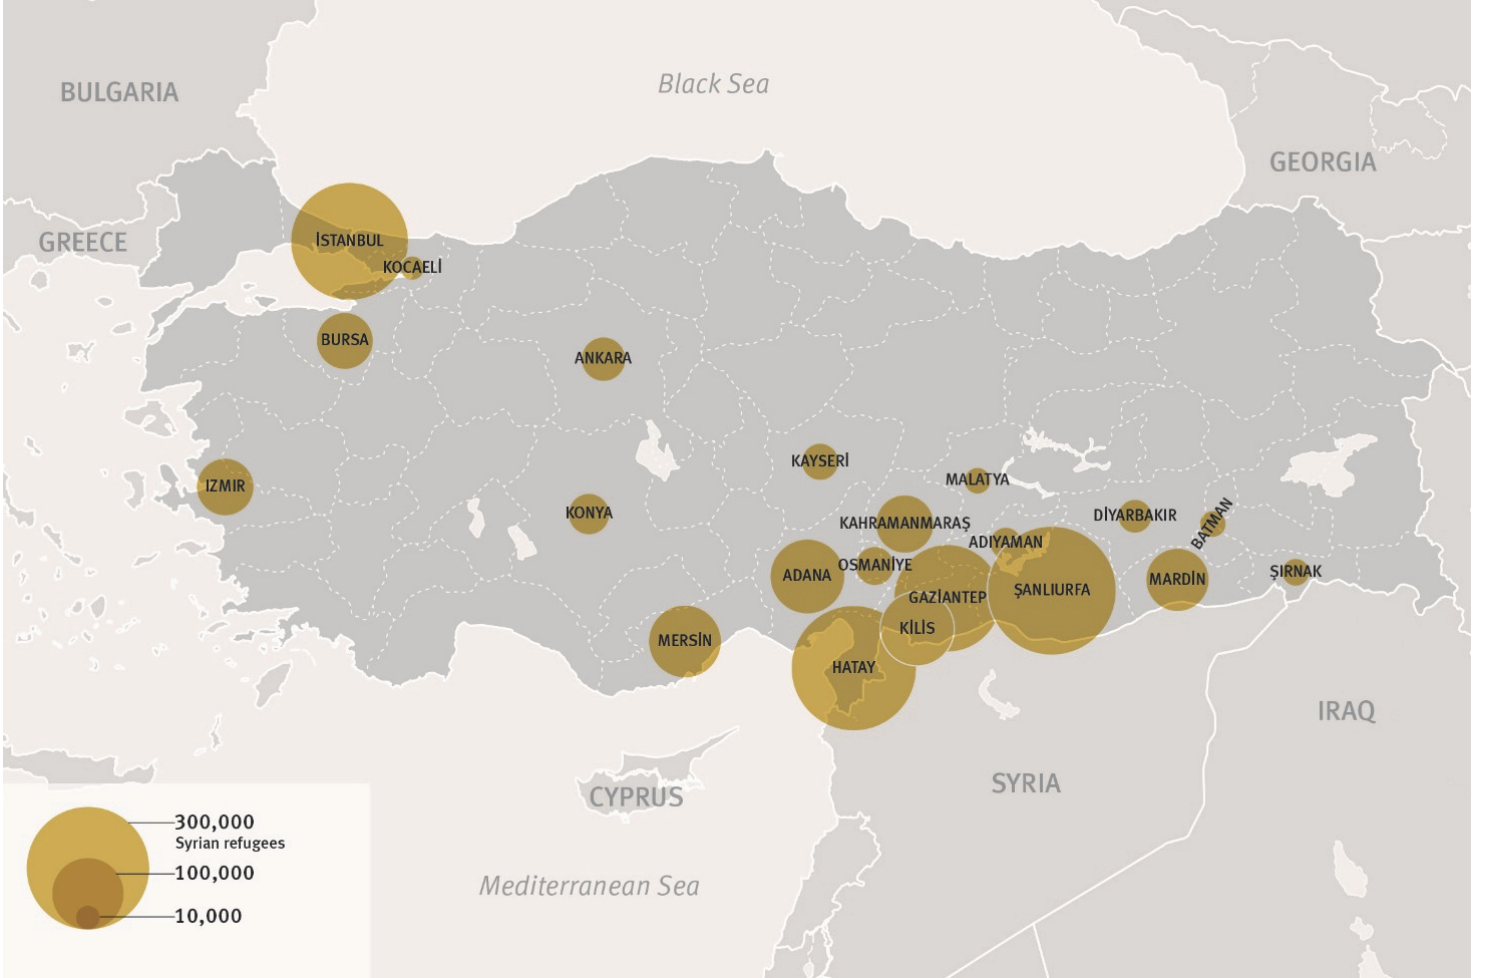 Black Sea
BULGARIA
GEORGIA
GREECE
İSTANBUL
KOCAELİ
BURSA
ANKARA
IZMIR
KAYSERİ
MALATYA
KONYA
KAHRAMANMARAŞ
DİYARBAKIR
BATMAN
ADIYAMAN
OSMANİYE
ADANA
ŞIRNAK
MARDİN
ŞANLIURFA
GAZİANTEP
KİLİS
MERSİN
HATAY
IRAQ
SYRIA
CYPRUS
Mediterranean Sea
300,000
Syrian refugees
100,000
10,000